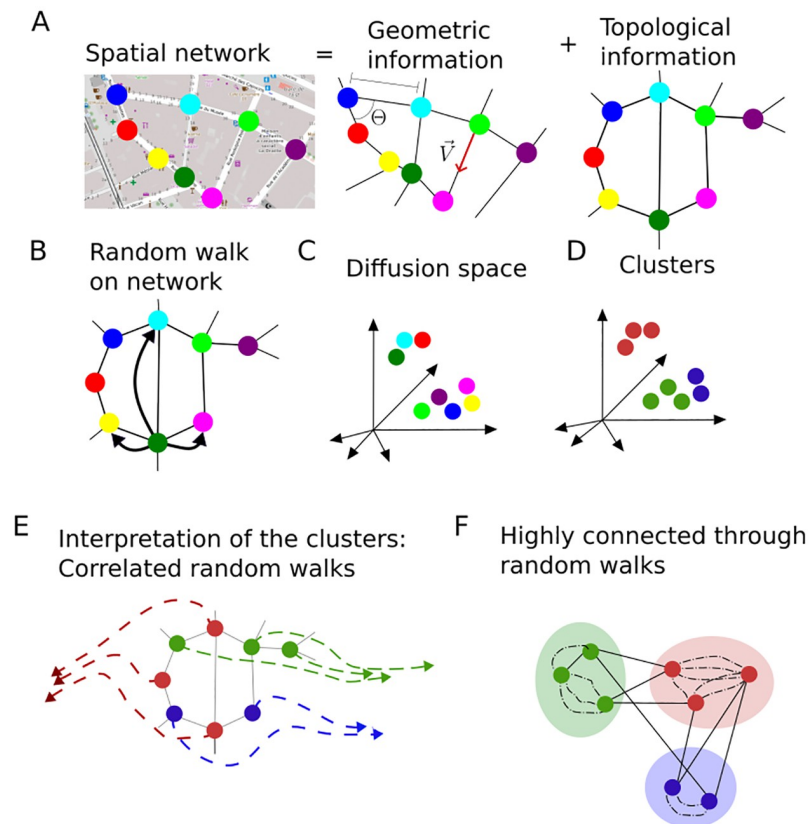 A
Spatial network
=
Geometric
information
+
Topological
information
Θ
V⃗
B
Random walk
on network
C
Diffusion space
D
Clusters
E
Interpretation of the clusters:
Correlated random walks
F
Highly connected through
random walks